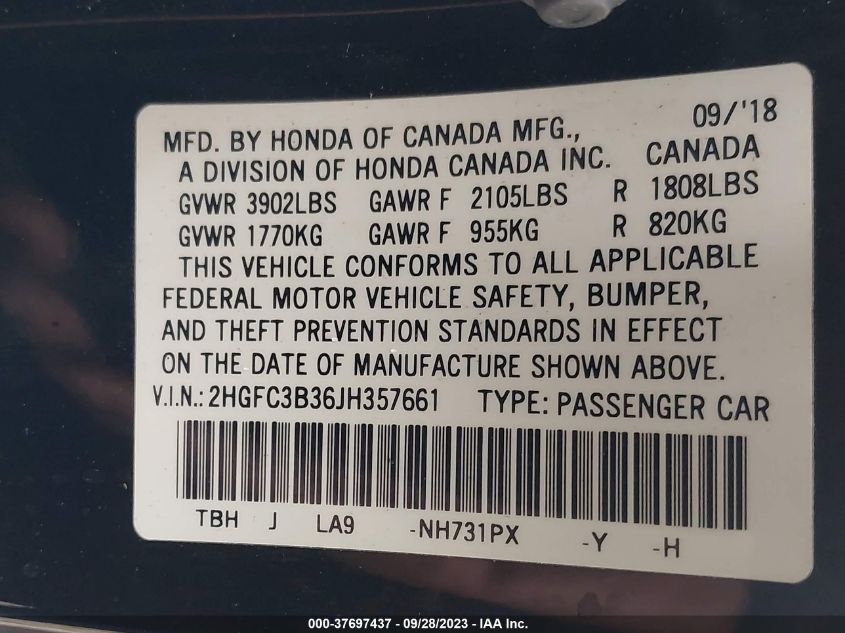 09/'18
MFD. BY HONDA OF CANADA MFG.,
A DIVISION OF HONDA CANADA INC. CANADA
GVWR 3902LBS GAWR F 2105LBS R 1808LBS
GVWR 1770KG GAWR F 955KG R 820KG
THIS VEHICLE CONFORMS TO ALL APPLICABLE
FEDERAL MOTOR VEHICLE SAFETY, BUMPER,
AND THEFT PREVENTION STANDARDS IN EFFECT
ON THE DATE OF MANUFACTURE SHOWN ABOVE.
V.I.N.: 2HGFC3B36JH357661 TYPE: PASSENGER CAR
TBH J LA9 -NH731PX -Y -H
000-37697437 - 09/28/2023 - IAA Inc.